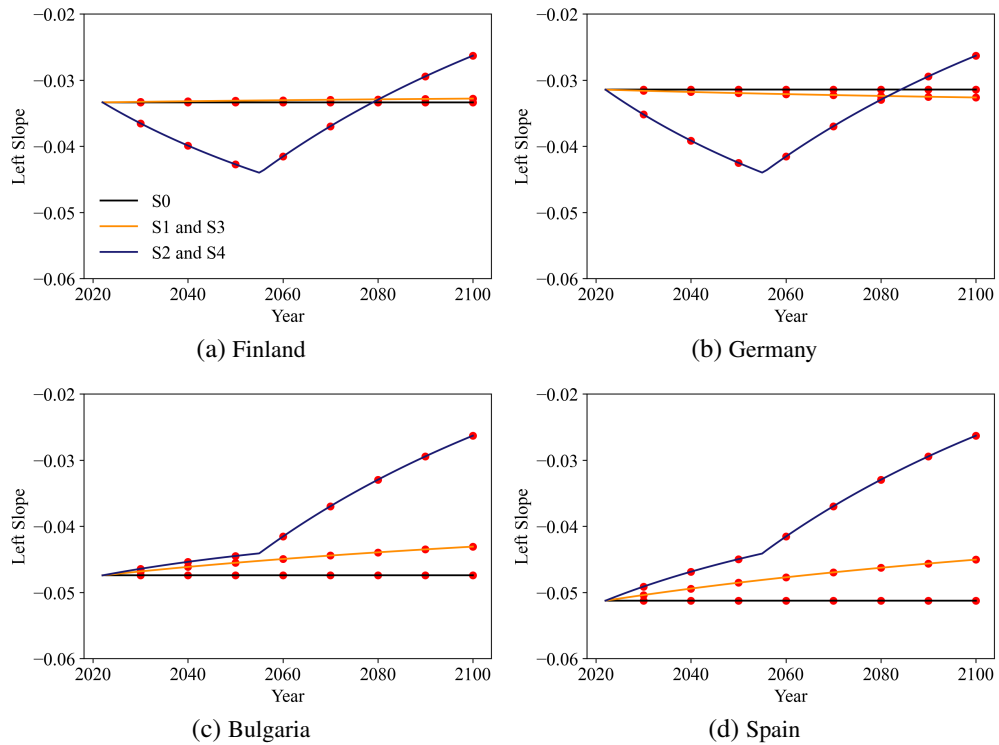 −0.02
−0.03
−0.04
−0.05
−0.06
Left Slope
S0
S1 and S3
S2 and S4
2020 2040 2060 2080 2100
Year
(a) Finland
−0.02
−0.03
−0.04
−0.05
−0.06
Left Slope
2020 2040 2060 2080 2100
Year
(b) Germany
−0.02
−0.03
−0.04
−0.05
−0.06
Left Slope
2020 2040 2060 2080 2100
Year
(c) Bulgaria
−0.02
−0.03
−0.04
−0.05
−0.06
Left Slope
2020 2040 2060 2080 2100
Year
(d) Spain